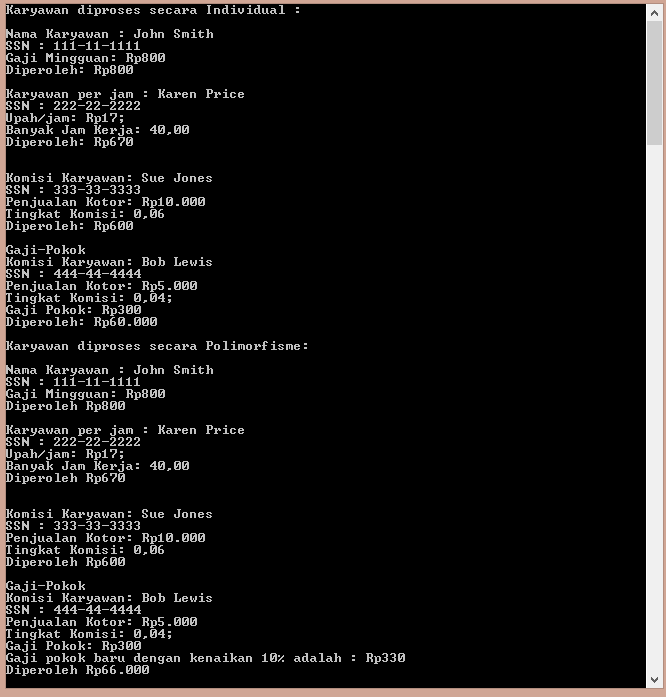 Karyawan diproses secara Individual :
Nama Karyawan : John Smith
SSN : 111-11-1111
Gaji Mingguan: Rp800
Diperoleh: Rp800
Karyawan per jam : Karen Price
SSN : 222-22-2222
Upah/jam: Rp17;
Banyak Jam Kerja: 40,00
Diperoleh: Rp670
Komisi Karyawan: Sue Jones
SSN : 333-33-3333
Penjualan Kotor: Rp10.000
Tingkat Komisi: 0,06
Diperoleh: Rp600
Gaji-Pokok
Komisi Karyawan: Bob Lewis
SSN : 444-44-4444
Penjualan Kotor: Rp5.000
Tingkat Komisi: 0,04;
Gaji Pokok: Rp300
Diperoleh: Rp60.000
Karyawan diproses secara Polimorfisme:
Nama Karyawan : John Smith
SSN : 111-11-1111
Gaji Mingguan: Rp800
Diperoleh Rp800
Karyawan per jam : Karen Price
SSN : 222-22-2222
Upah/jam: Rp17;
Banyak Jam Kerja: 40,00
Diperoleh Rp670
Komisi Karyawan: Sue Jones
SSN : 333-33-3333
Penjualan Kotor: Rp10.000
Tingkat Komisi: 0,06
Diperoleh Rp600
Gaji-Pokok
Komisi Karyawan: Bob Lewis
SSN : 444-44-4444
Penjualan Kotor: Rp5.000
Tingkat Komisi: 0,04;
Gaji Pokok: Rp300
Gaji pokok baru dengan kenaikan 10% adalah : Rp330
Diperoleh Rp66.000